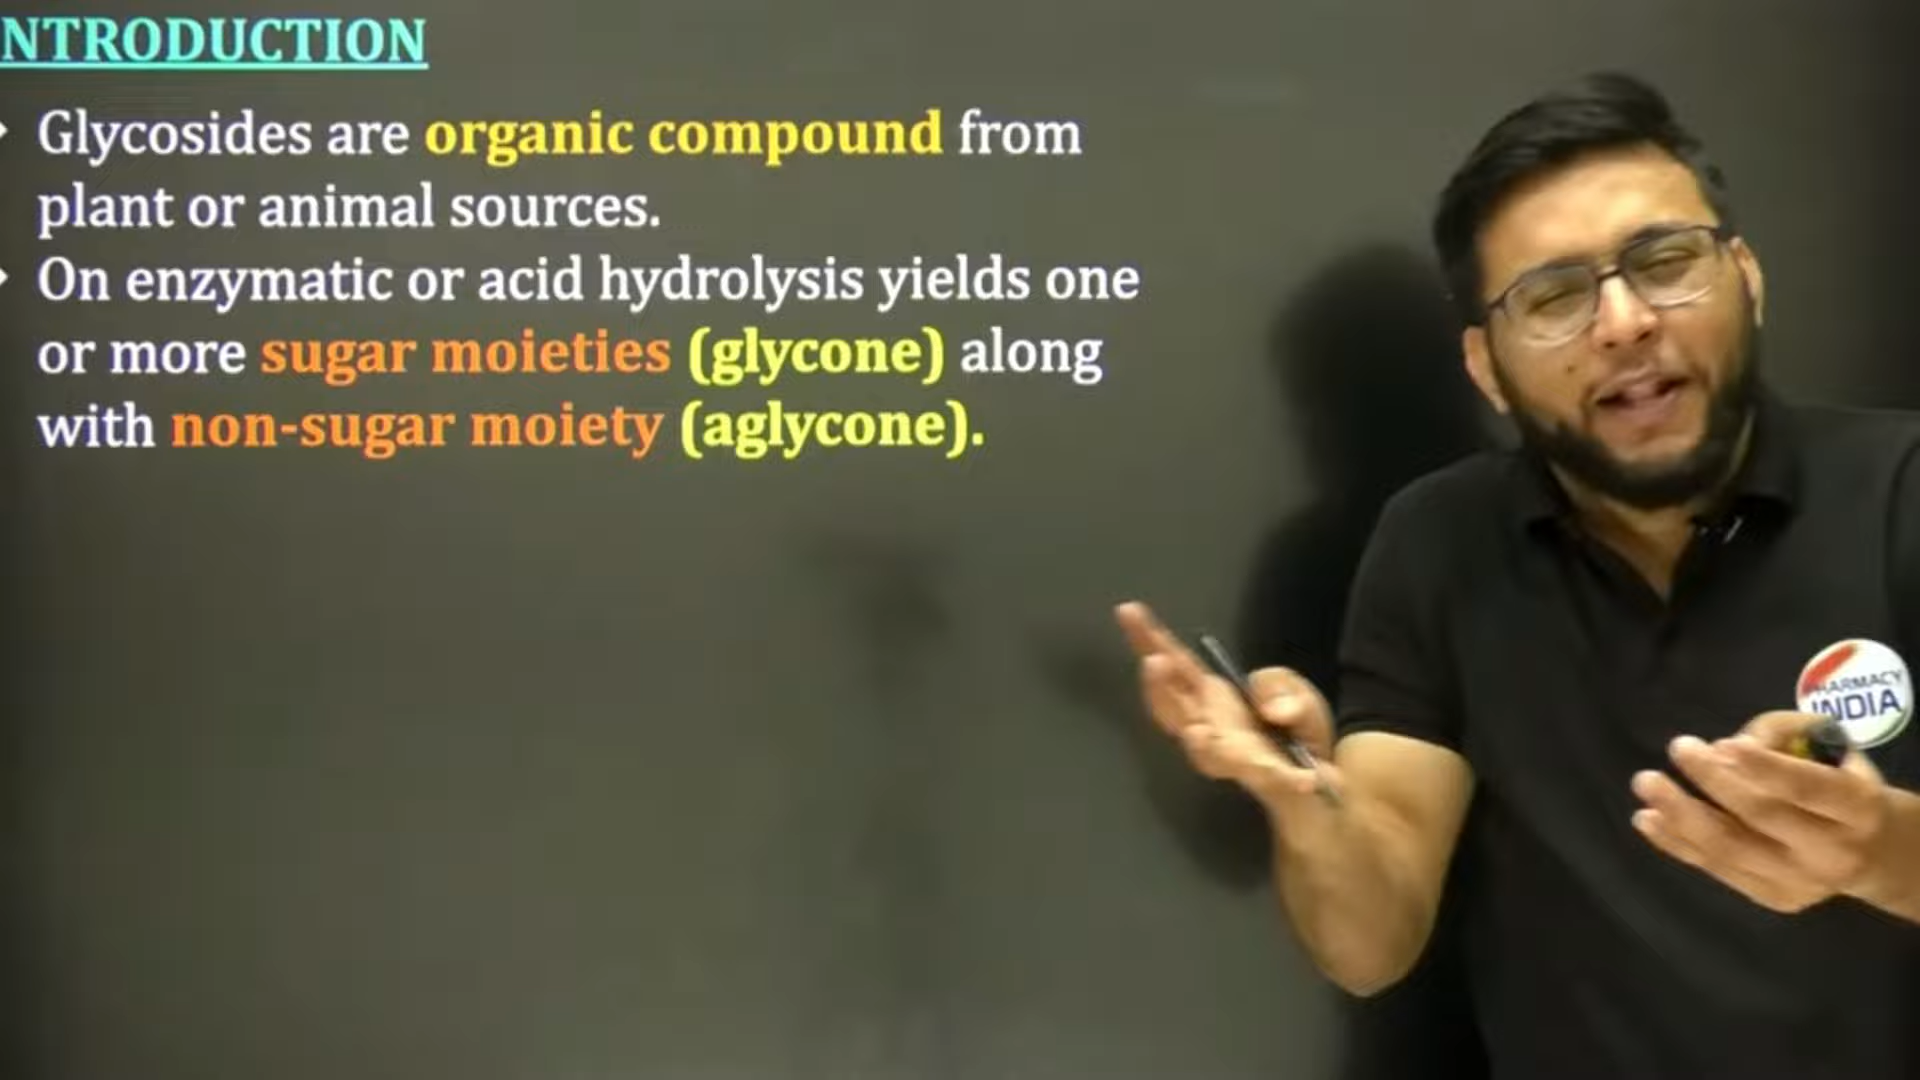 NTRODUCTION
Glycosides are organic compound from
plant or animal sources.
On enzymatic or acid hydrolysis yields one
or more sugar moieties (glycone) along
with non-sugar moiety (aglycone).
HARMACY
INDIA